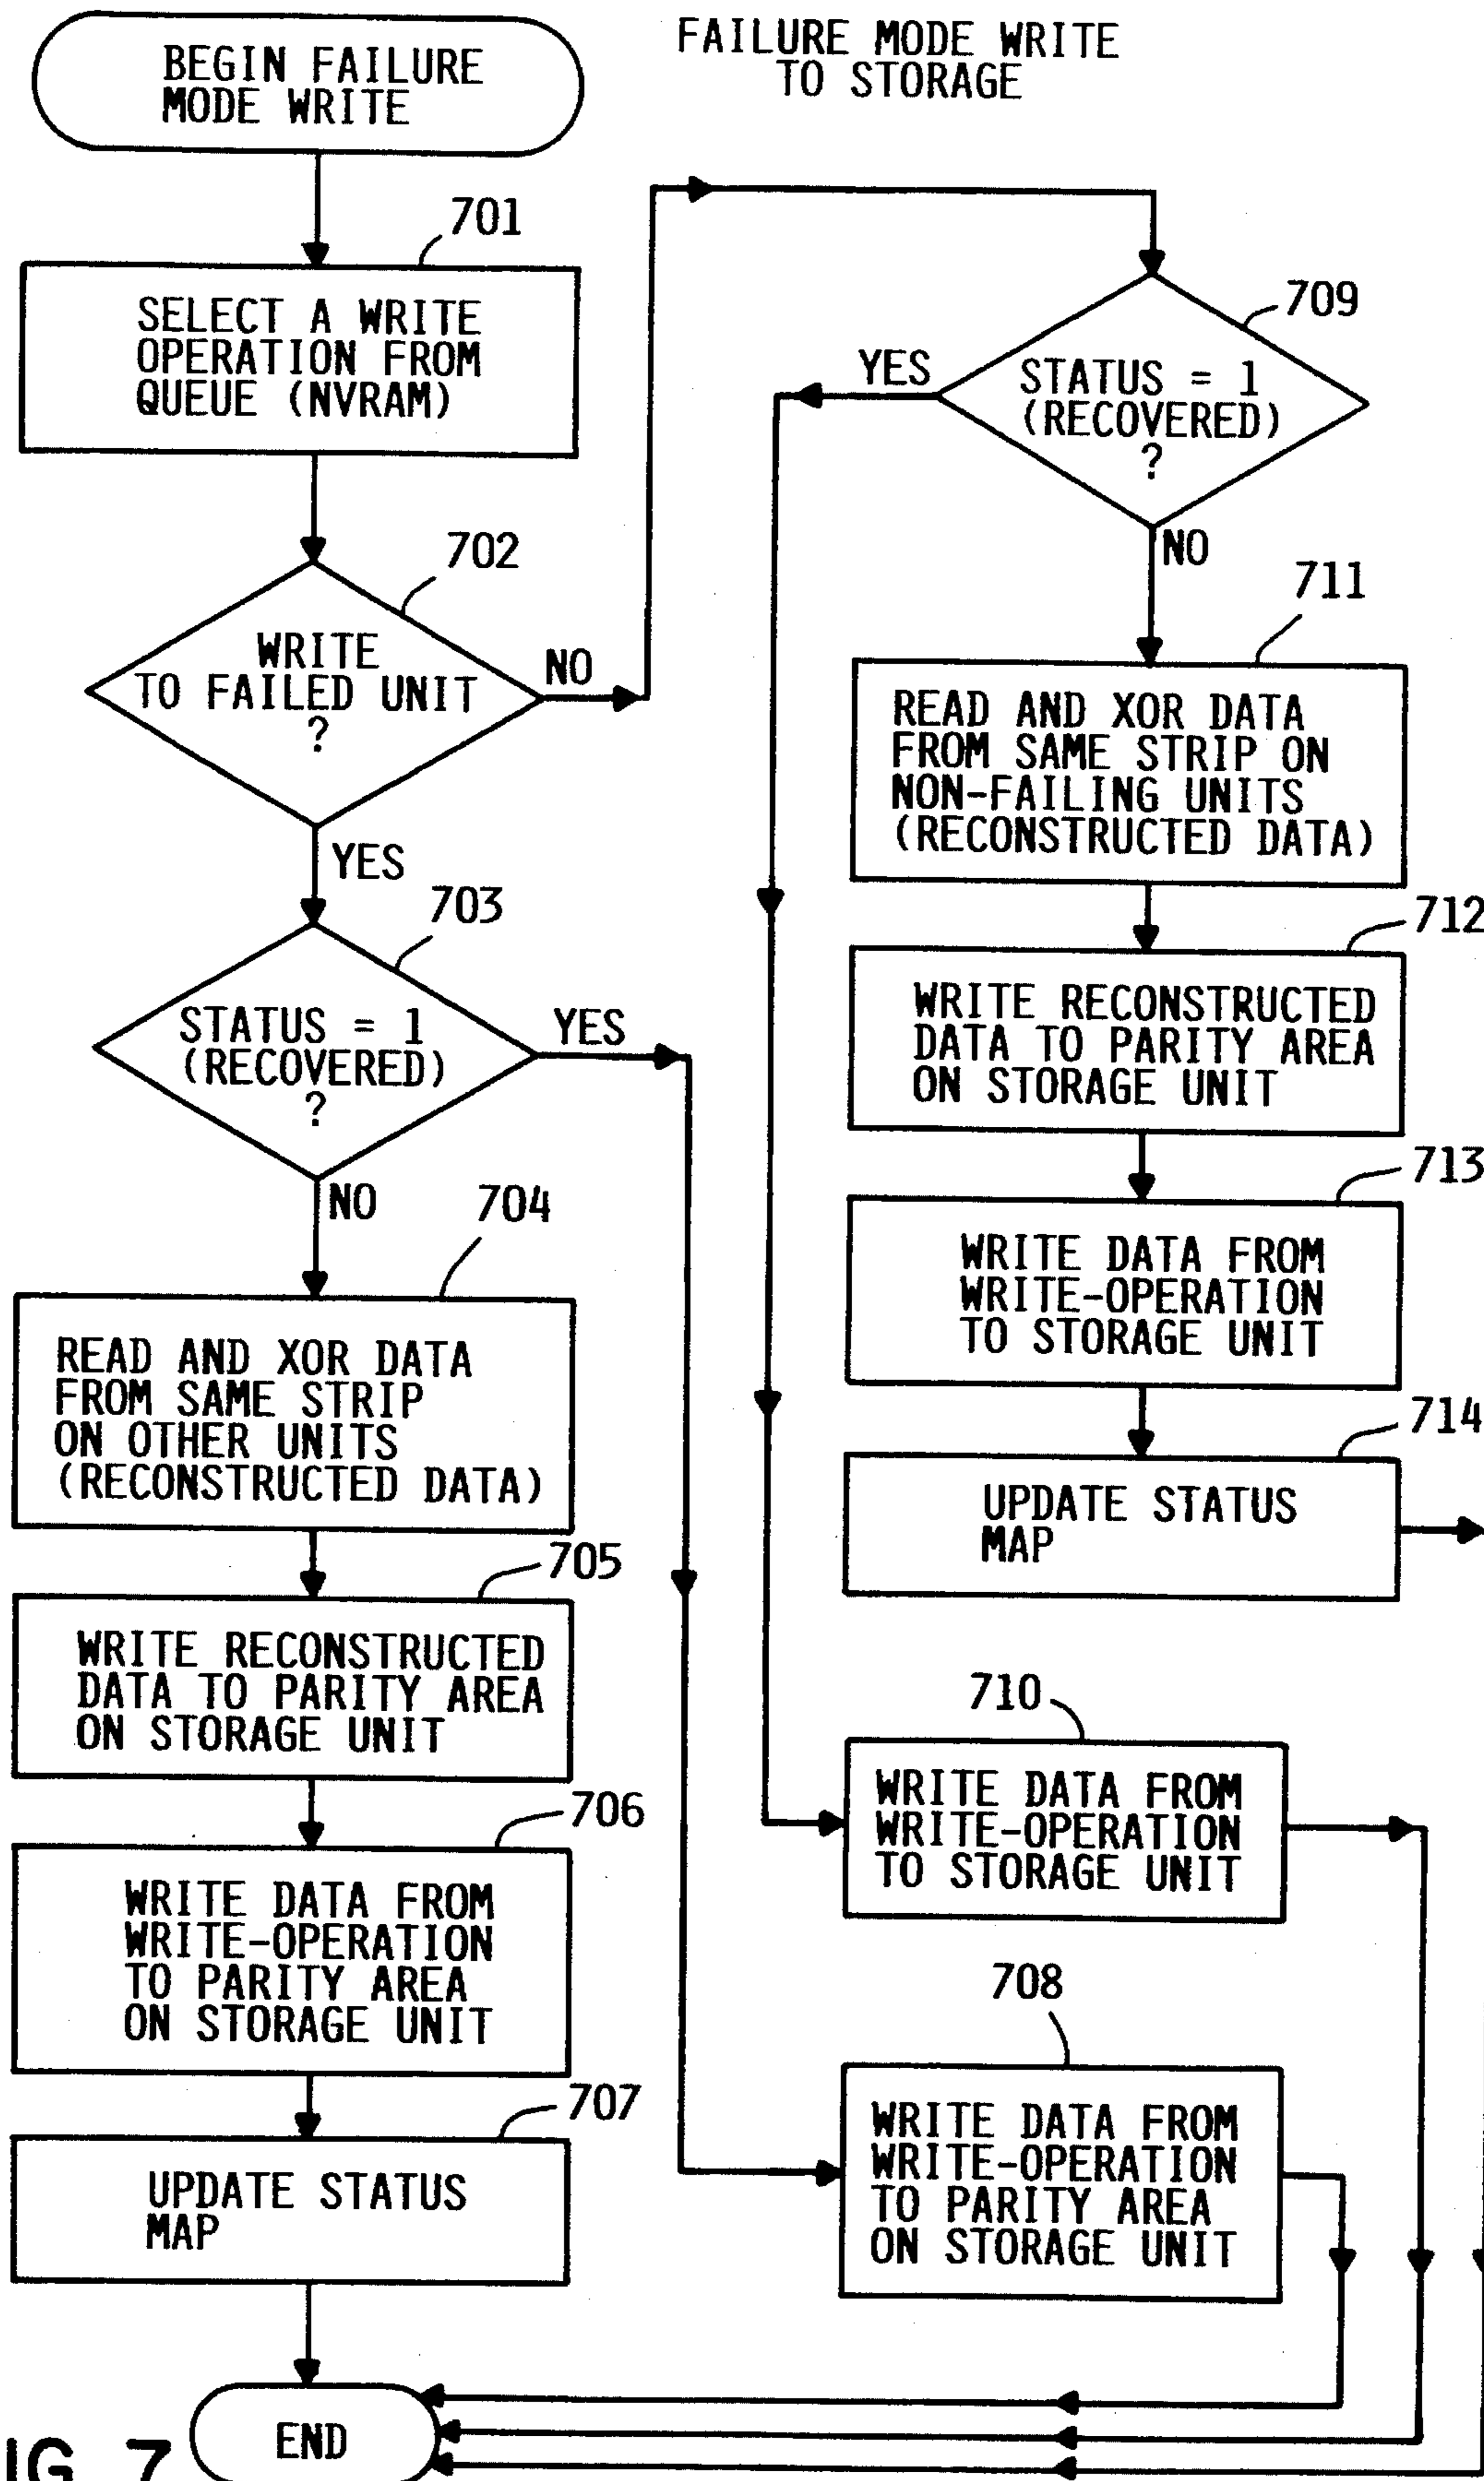 FAILURE MODE WRITE
TO STORAGE
BEGIN FAILURE
MODE WRITE
701
SELECT A WRITE
OPERATION FROM
QUEUE (NVRAM)
702
WRITE
TO FAILED UNIT
?
NO
YES
703
STATUS = 1
(RECOVERED)
?
YES
NO
704
READ AND XOR DATA
FROM SAME STRIP
ON OTHER UNITS
(RECONSTRUCTED DATA)
705
WRITE RECONSTRUCTED
DATA TO PARITY AREA
ON STORAGE UNIT
706
WRITE DATA FROM
WRITE-OPERATION
TO PARITY AREA
ON STORAGE UNIT
707
UPDATE STATUS
MAP
END
709
STATUS = 1
(RECOVERED)
?
YES
NO
711
READ AND XOR DATA
FROM SAME STRIP ON
NON-FAILING UNITS
(RECONSTRUCTED DATA)
712
WRITE RECONSTRUCTED
DATA TO PARITY AREA
ON STORAGE UNIT
713
WRITE DATA FROM
WRITE-OPERATION
TO STORAGE UNIT
714
UPDATE STATUS
MAP
710
WRITE DATA FROM
WRITE-OPERATION
TO STORAGE UNIT
708
WRITE DATA FROM
WRITE-OPERATION
TO PARITY AREA
ON STORAGE UNIT
IG. 7